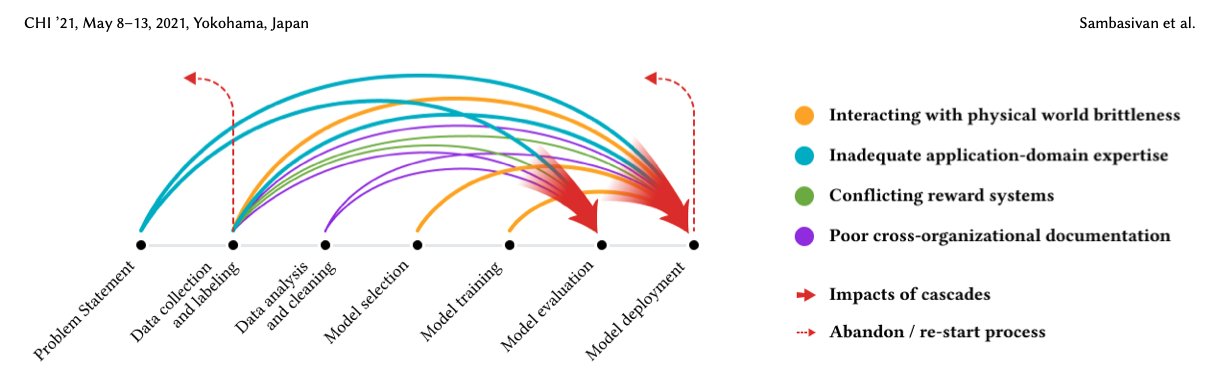 CHI ’21, May 8–13, 2021, Yokohama, Japan
Sambasivan et al.
Problem Statement
Data collection
and labeling
Data analysis
and cleaning
Model selection
Model training
Model evaluation
Model deployment
Interacting with physical world brittleness
Inadequate application-domain expertise
Conflicting reward systems
Poor cross-organizational documentation
Impacts of cascades
Abandon / re-start process